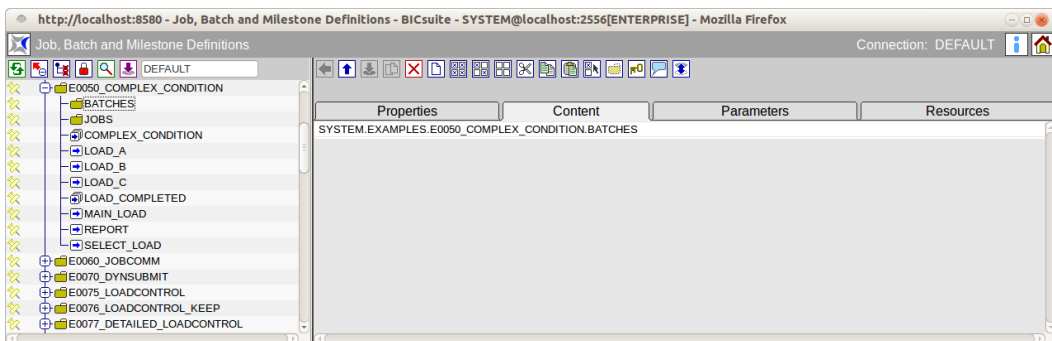 http://localhost:8580 - Job, Batch and Milestone Definitions - BICsuite - SYSTEM@localhost:2556[ENTERPRISE] - Mozilla Firefox
Job, Batch and Milestone Definitions
Connection: DEFAULT
DEFAULT
E0050_COMPLEX_CONDITION
BATCHES
JOBS
COMPLEX_CONDITION
LOAD_A
LOAD_B
LOAD_C
LOAD_COMPLETED
MAIN_LOAD
REPORT
SELECT_LOAD
E0060_JOBCOMM
E0070_DYNSUBMIT
E0075_LOADCONTROL
E0076_LOADCONTROL_KEEP
E0077_DETAILED_LOADCONTROL
Properties Content Parameters Resources
SYSTEM.EXAMPLES.E0050_COMPLEX_CONDITION.BATCHES